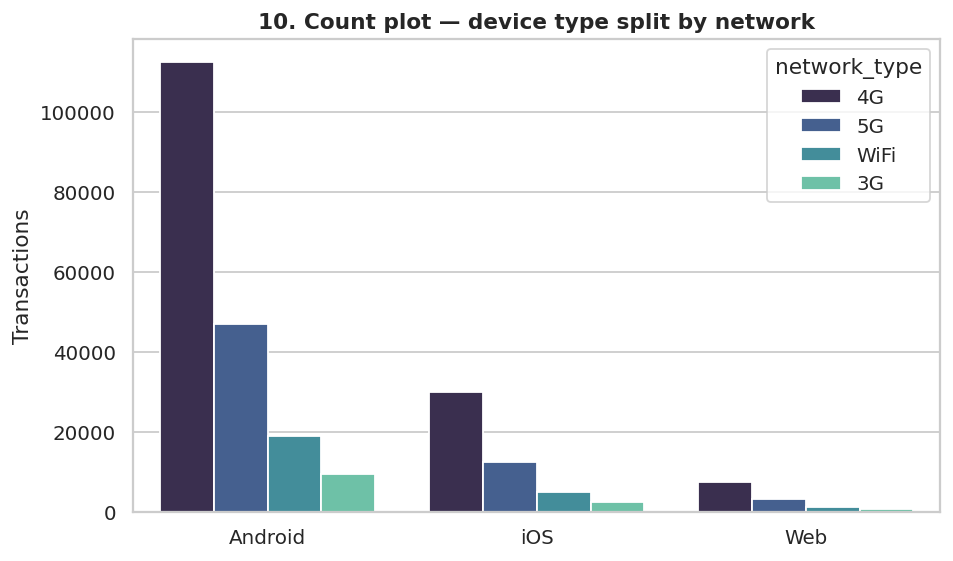 10. Count plot — device type split by network
network_type
4G
5G
WiFi
3G
Transactions
100000
80000
60000
40000
20000
0
Android
iOS
Web